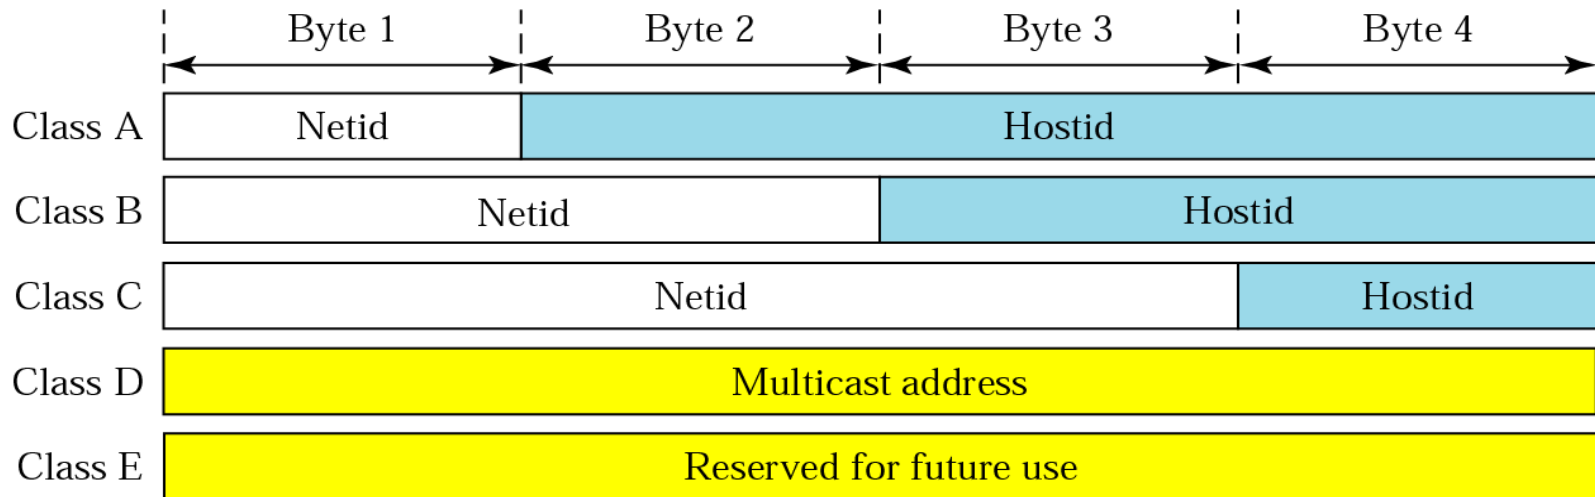 Byte 1 Byte 2 Byte 3 Byte 4
Class A Netid Hostid
Class B Netid Hostid
Class C Netid Hostid
Class D Multicast address
Class E Reserved for future use